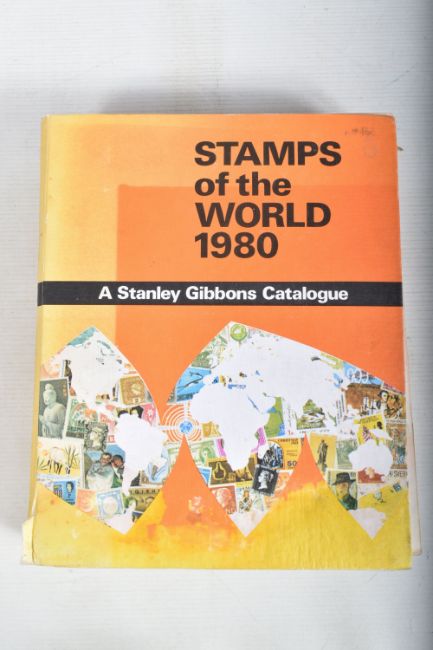 STAMPS
of the
WORLD
1980
A Stanley Gibbons Catalogue